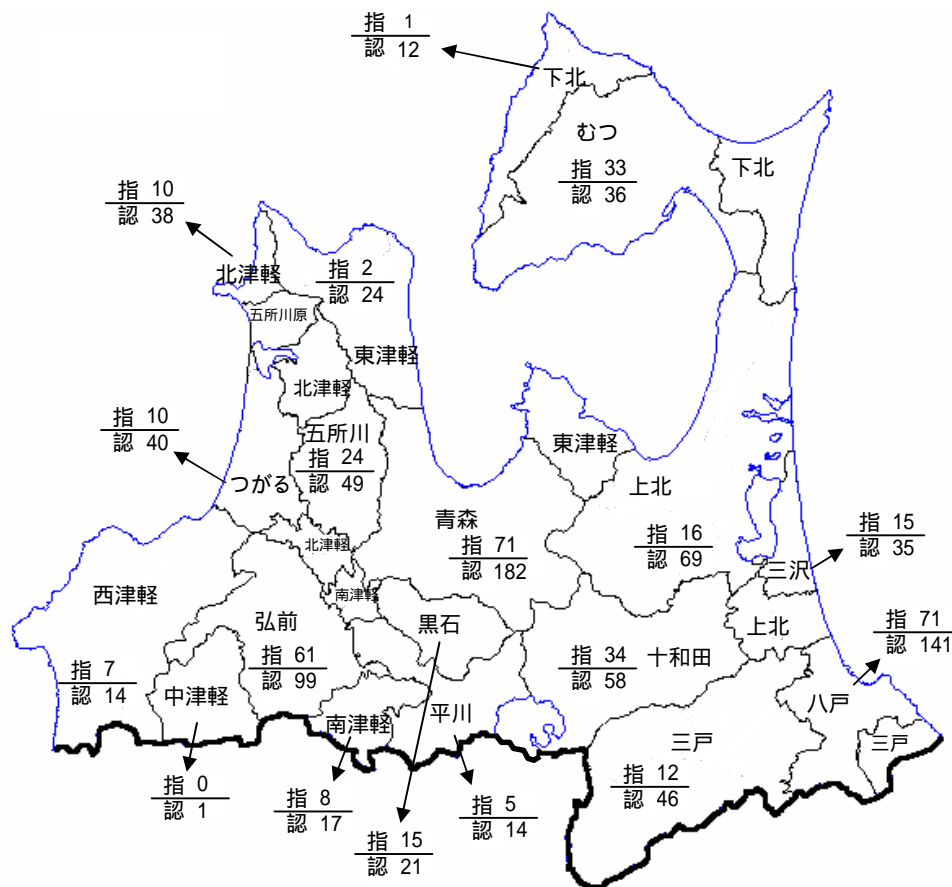 指 1
認 12
下北
むつ
指 33
認 36
下北
指 10
認 38
北津軽
指 2
認 24
五所川原
東津軽
北津軽
指 10
認 40
五所川
指 24
認 49
東津軽
つがる
上北
青森
指 71
認 182
指 16
認 69
指 15
認 35
北津軽
三沢
西津軽
南津軽
弘前
黒石
上北
指 71
認 141
指 7
認 14
中津軽
指 61
認 99
指 34
認 58
十和田
八戸
南津軽
平川
三戸
三戸
指 0
認 1
指 8
認 17
指 5
認 14
指 12
認 46
指 15
認 21